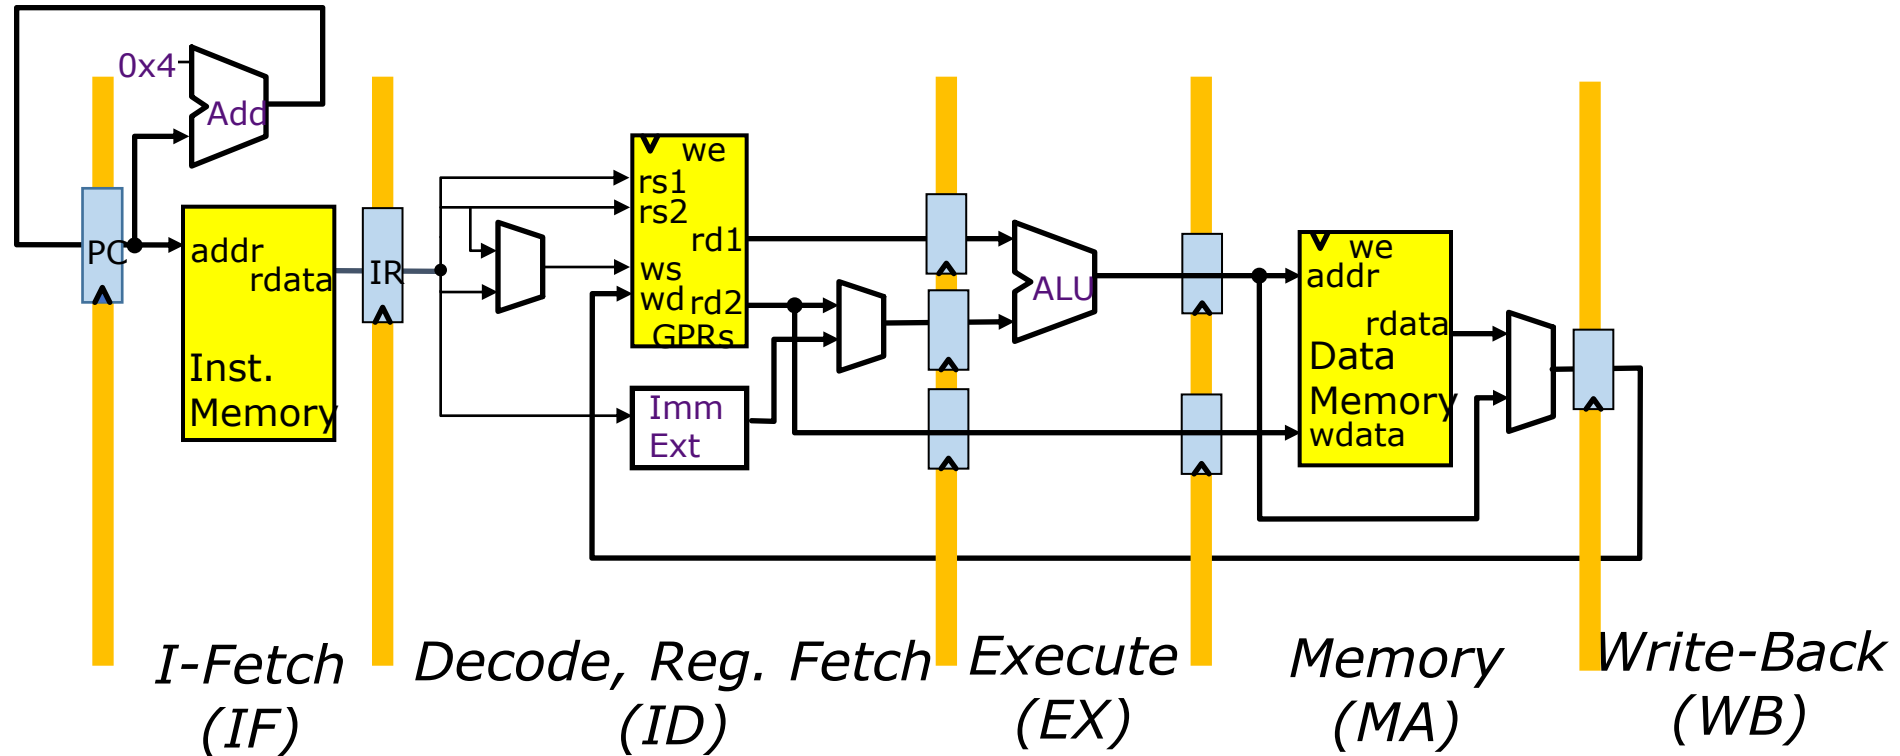 0x4
Add
PC
addr
rdata
Inst.
Memory
IR
we
rs1
rs2
rd1
ws
wd
rd2
GPRs
Imm
Ext
ALU
we
addr
rdata
Data
Memory
wdata
I-Fetch
(IF)
Decode, Reg. Fetch
(ID)
Execute
(EX)
Memory
(MA)
Write-Back
(WB)